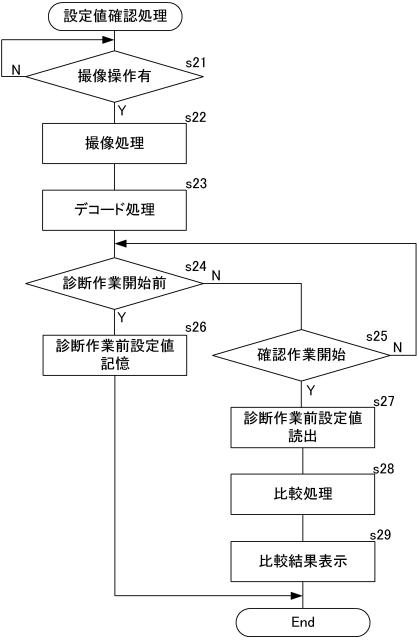 設定値確認処理
s21
撮像操作有
N
Y
s22
撮像処理
s23
デコード処理
s24
診断作業開始前
N
Y
s26
診断作業前設定値
記憶
s25
確認作業開始
N
Y
s27
診断作業前設定値
読出
s28
比較処理
s29
比較結果表示
End